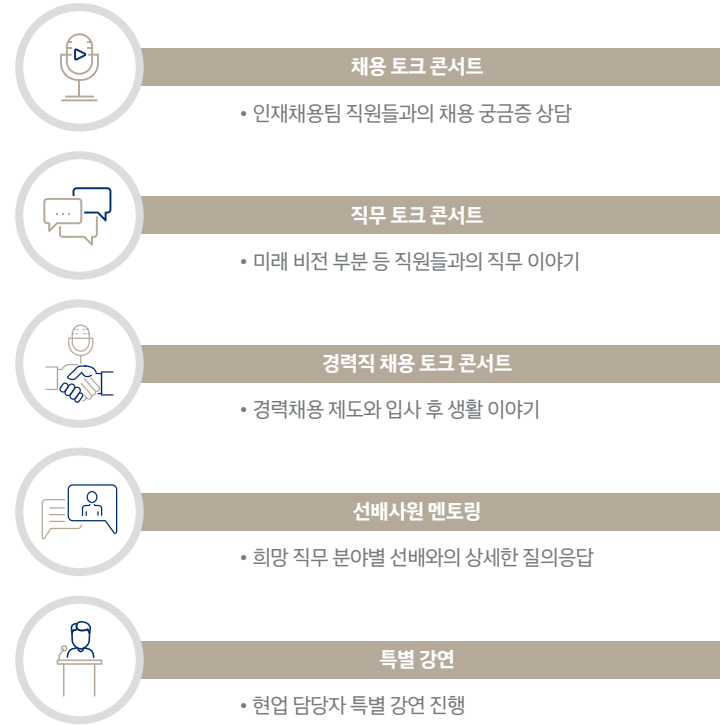 채용 토크 콘서트
• 인재채용팀 직원들과의 채용 궁금증 상담
직무 토크 콘서트
• 미래 비전 부분 등 직원들과의 직무 이야기
경력직 채용 토크 콘서트
• 경력채용 제도와 입사 후 생활 이야기
선배사원 멘토링
• 희망 직무 분야별 선배와의 상세한 질의응답
특별 강연
• 현업 담당자 특별 강연 진행